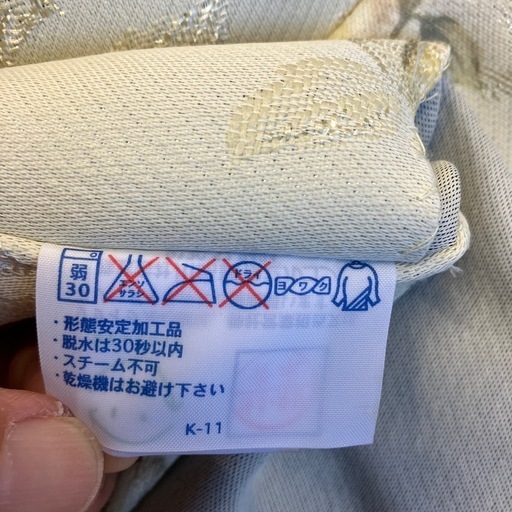 弱 30 エンソ サラシ ドライ ヨワク
・形態安定加工品
・脱水は30秒以内
・スチーム不可
・乾燥機はお避け下さい
K-11